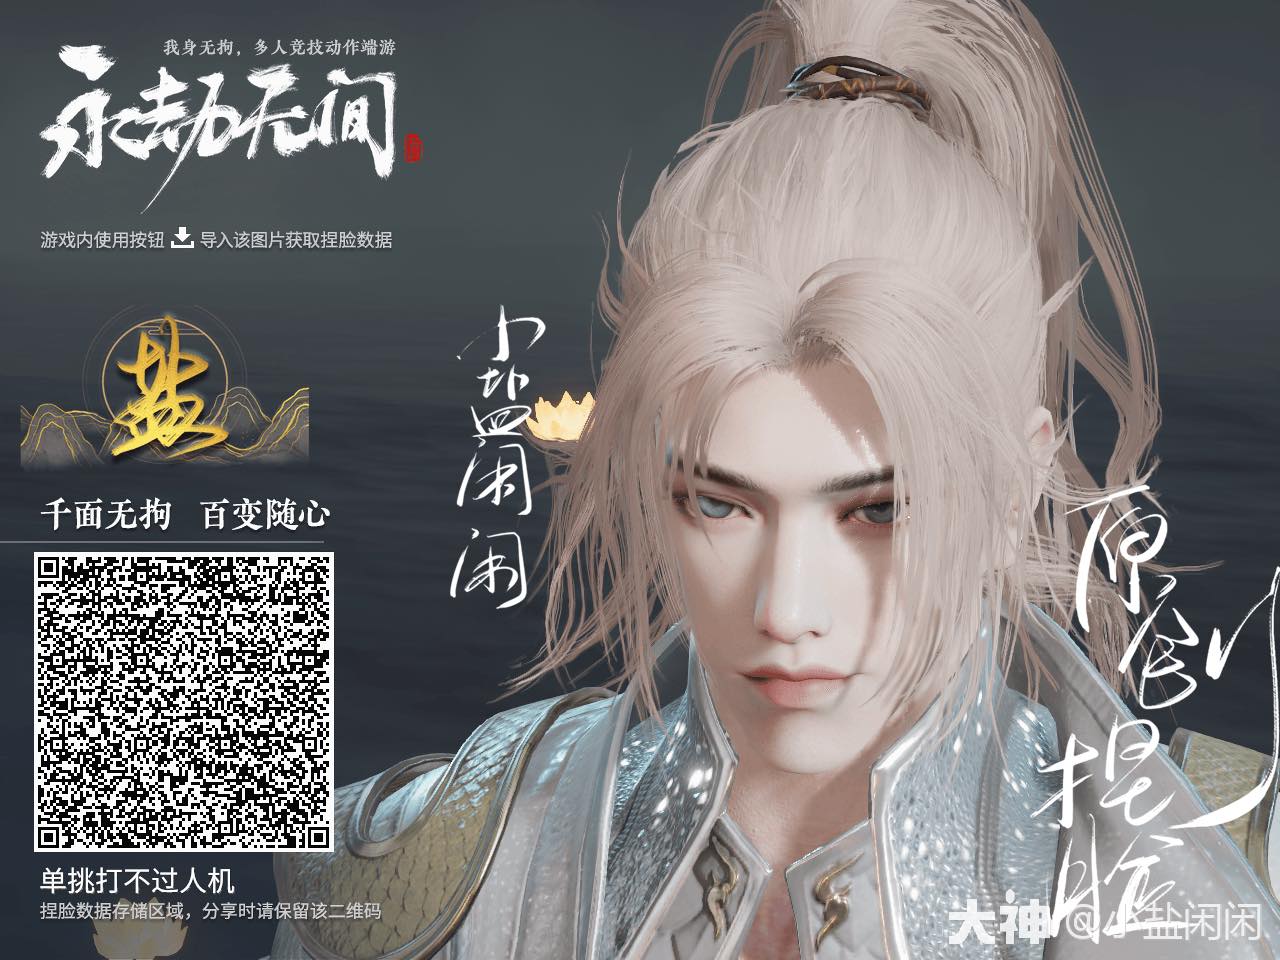 我身无拘，多人竞技动作端游
永劫无间
游戏内使用按钮 导入该图片获取捏脸数据
盐
千面无拘 百变随心
单挑打不过人机
捏脸数据存储区域，分享时请保留该二维码
小盐闲闲
原创捏脸
大神 @小盐闲闲